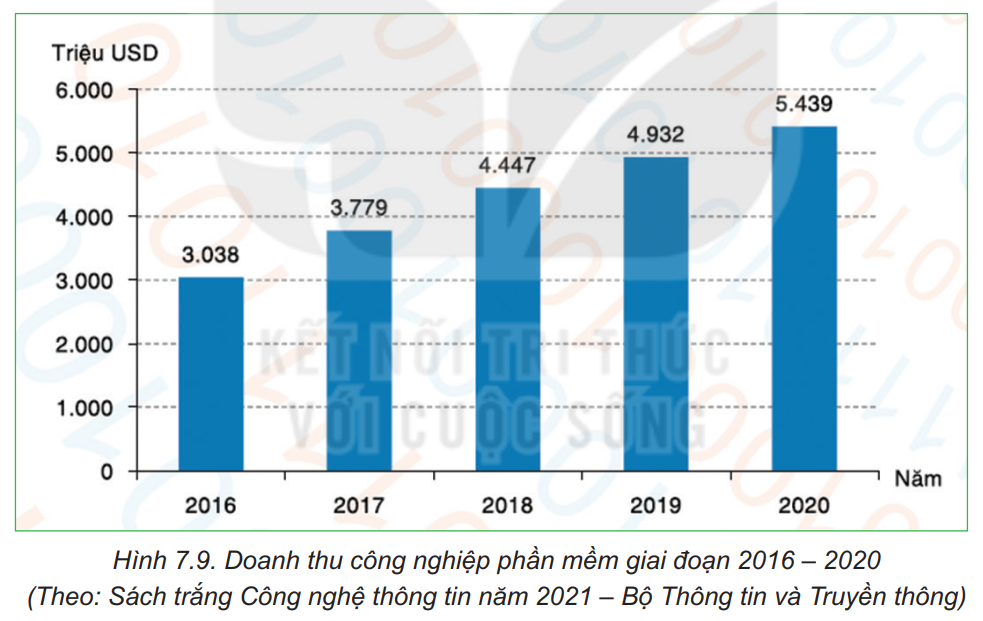 Triệu USD
6.000
5.439
5.000
4.932
4.447
4.000
3.779
3.038
3.000
2.000
KẾT NỐI TRI THỨC
1.000
VỚI CUỘC SỐNG
0
Năm
2016 2017 2018 2019 2020
Hình 7.9. Doanh thu công nghiệp phần mềm giai đoạn 2016 – 2020
(Theo: Sách trắng Công nghệ thông tin năm 2021 – Bộ Thông tin và Truyền thông)